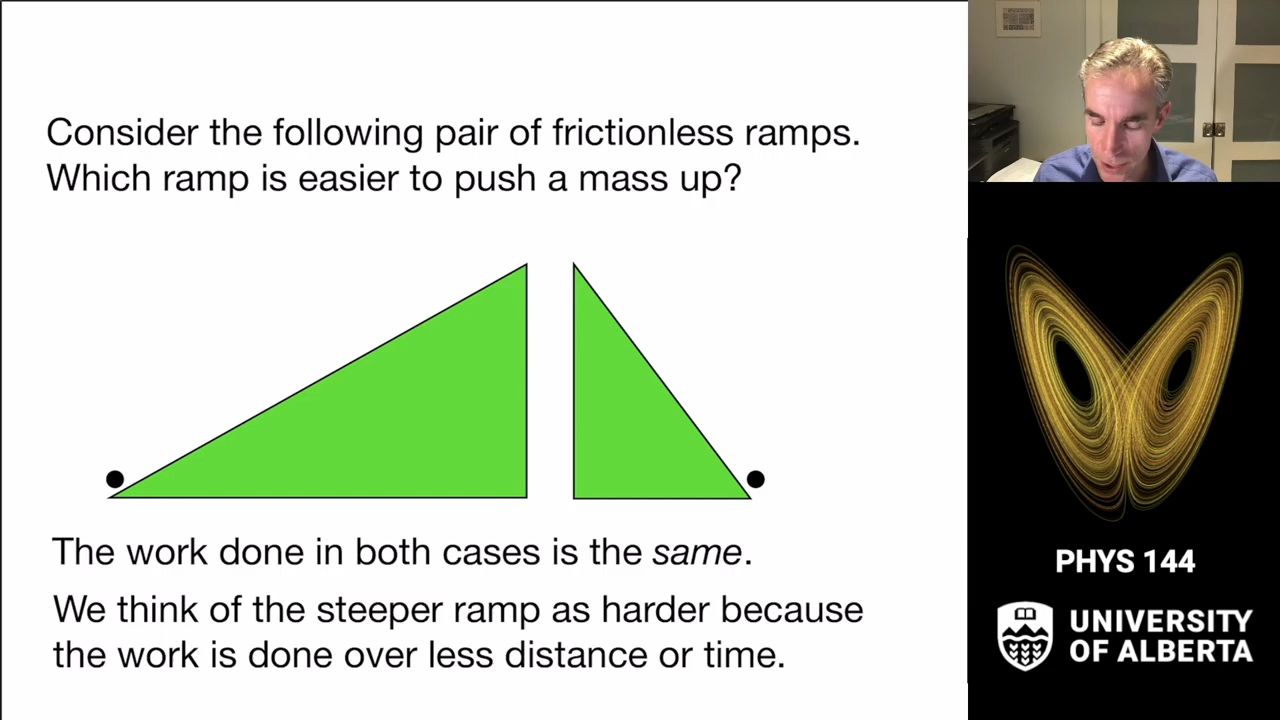 Consider the following pair of frictionless ramps.
Which ramp is easier to push a mass up?
The work done in both cases is the same.
We think of the steeper ramp as harder because
the work is done over less distance or time.
PHYS 144
UNIVERSITY
OF ALBERTA